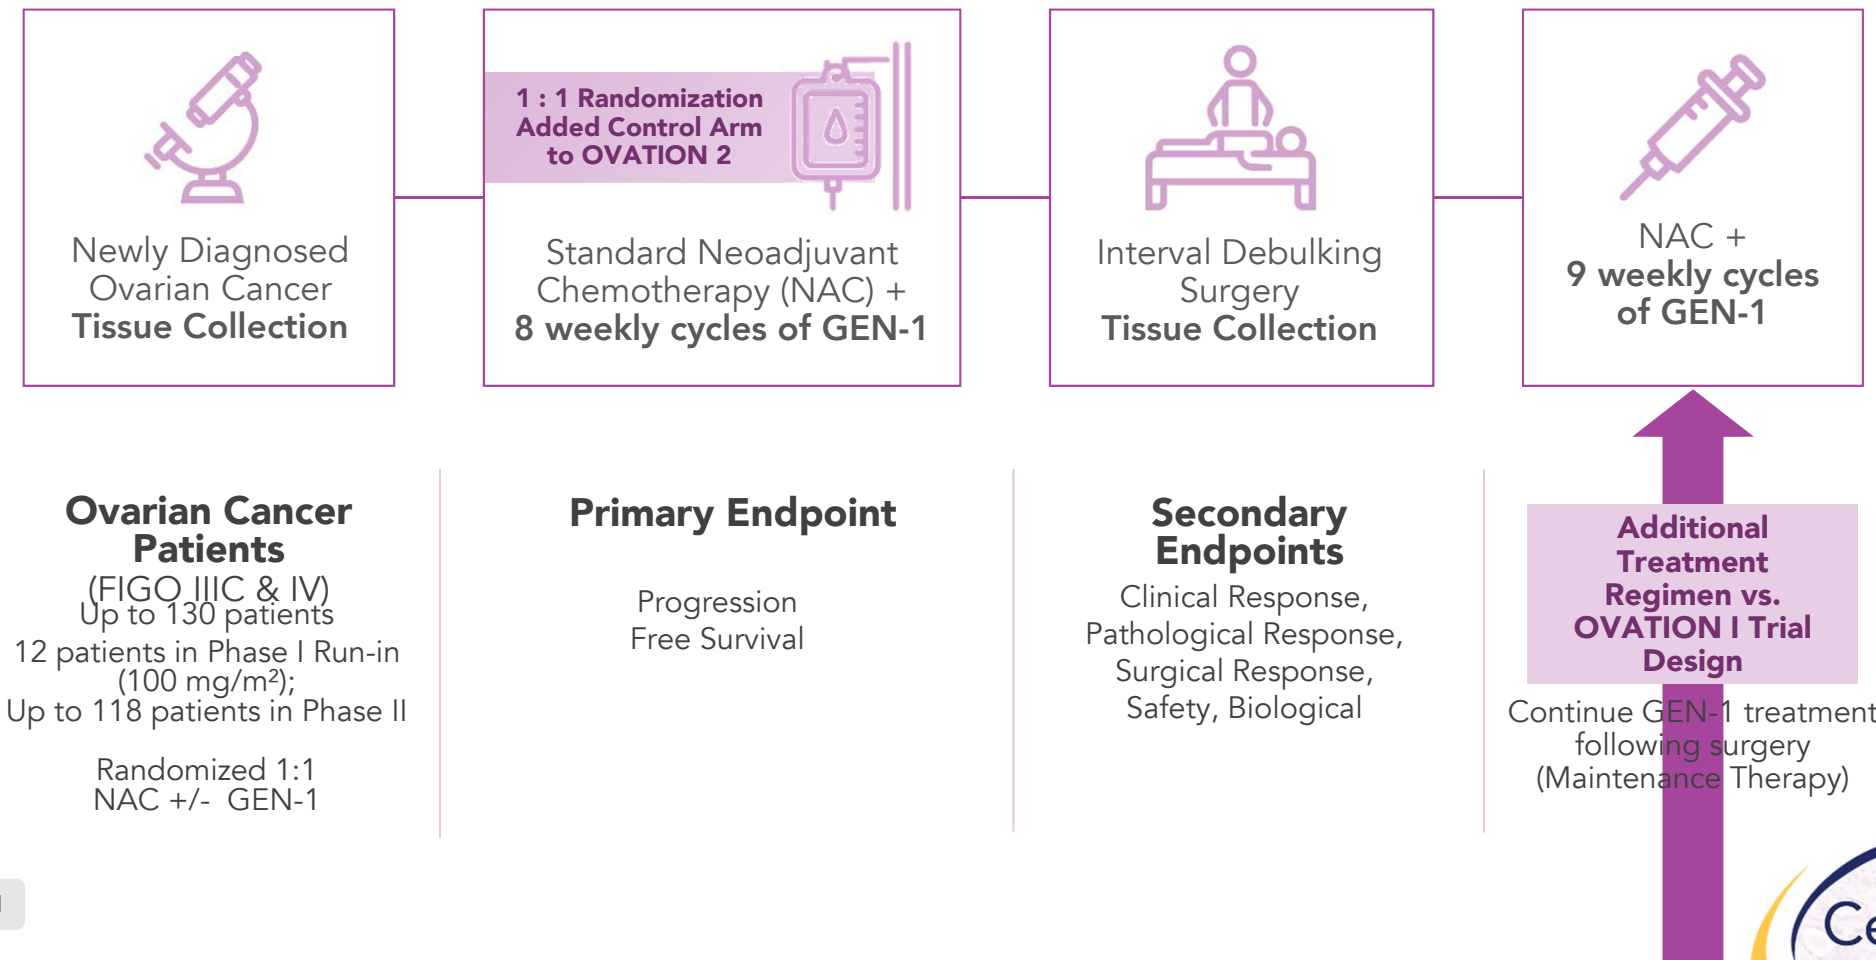 Newly Diagnosed
Ovarian Cancer
Tissue Collection
1 : 1 Randomization
Added Control Arm
to OVATION 2
Standard Neoadjuvant
Chemotherapy (NAC) +
8 weekly cycles of GEN-1
Interval Debulking
Surgery
Tissue Collection
NAC +
9 weekly cycles
of GEN-1
Ovarian Cancer
Patients
(FIGO IIIC & IV)
Up to 130 patients
12 patients in Phase I Run-in
(100 mg/m²);
Up to 118 patients in Phase II
Randomized 1:1
NAC +/- GEN-1
Primary Endpoint
Progression
Free Survival
Secondary
Endpoints
Clinical Response,
Pathological Response,
Surgical Response,
Safety, Biological
Additional
Treatment
Regimen vs.
OVATION I Trial
Design
Continue GEN-1 treatment
following surgery
(Maintenance Therapy)